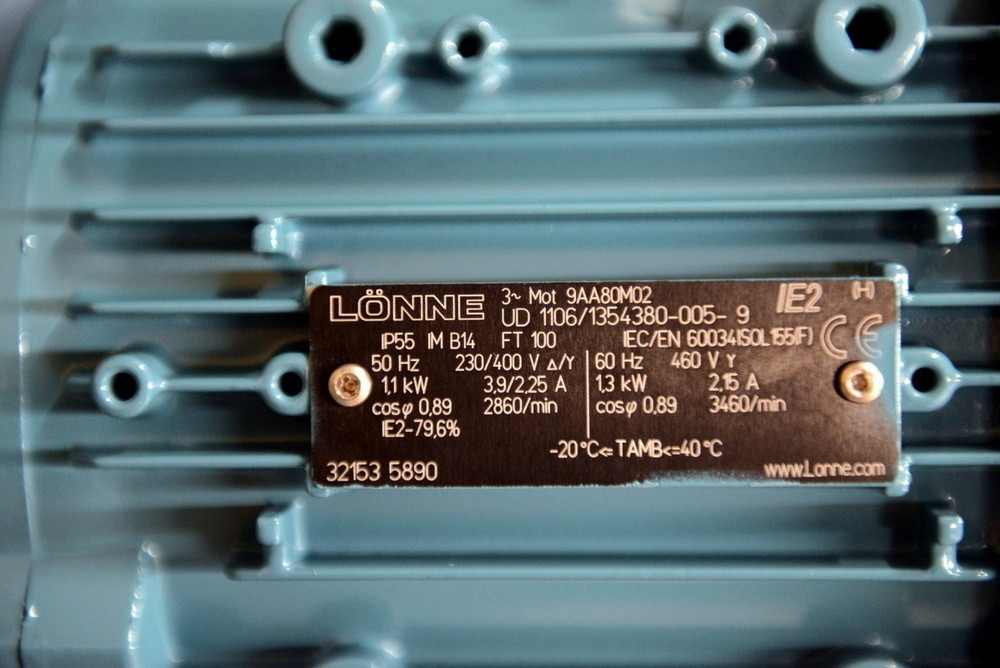 LÖNNE 3~ Mot 9AA80M02 IE2 (H)
UD 1106/1354380-005- 9
IP55 IM B14 FT 100 IEC/EN 60034ISOL155(F) CE
50 Hz 230/400 V Δ/Y 60 Hz 460 V Y
1,1 kW 3,9/2,25 A 1,3 kW 2,15 A
cosφ 0,89 2860/min cosφ 0,89 3460/min
IE2-79,6%
-20°C<=TAMB<=40°C
32153 5890 www.Lonne.com